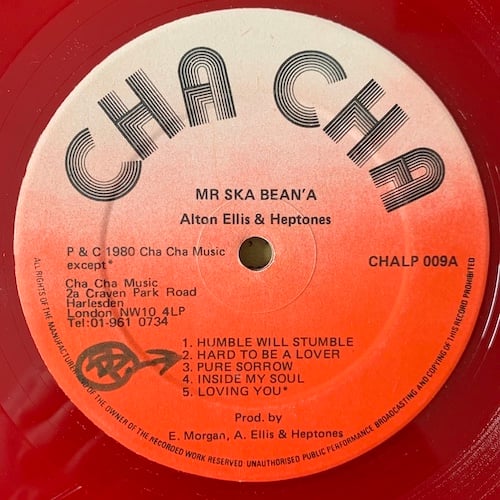 CHA CHA
MR SKA BEAN'A
Alton Ellis & Heptones
P & C 1980 Cha Cha Music
except*
CHALP 009A
Cha Cha Music
2a Craven Park Road
Harlesden
London NW10 4LP
Tel:01-961 0734
1. HUMBLE WILL STUMBLE
2. HARD TO BE A LOVER
3. PURE SORROW
4. INSIDE MY SOUL
5. LOVING YOU*
Prod. by
E. Morgan, A. Ellis & Heptones
ALL RIGHTS OF THE MANUFACTURER AND OF THE OWNER OF THE RECORDED WORK RESERVED. UNAUTHORISED PUBLIC PERFORMANCE BROADCASTING AND COPYING OF THIS RECORD PROHIBITED